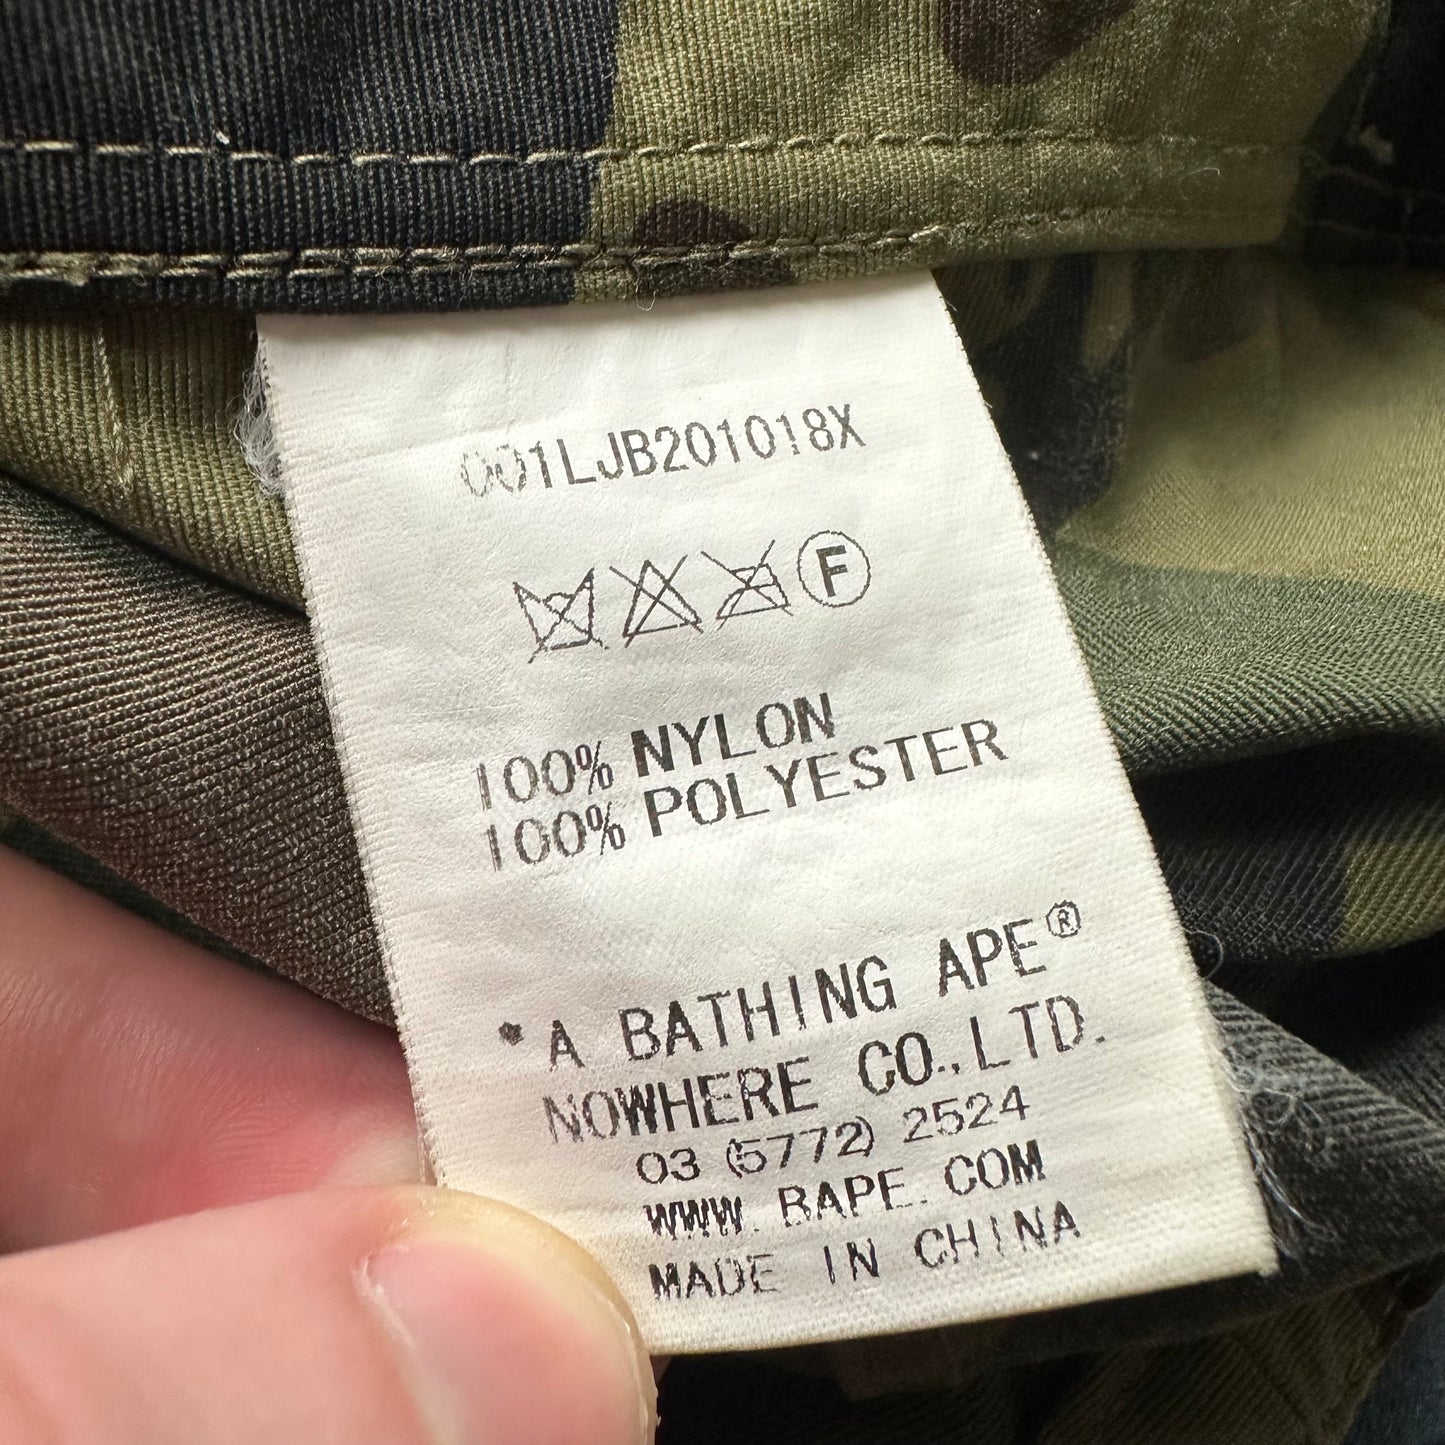 001LJB201018X
F
100% NYLON
100% POLYESTER
A BATHING APE®
NOWHERE CO.,LTD.
03 (5772) 2524
WWW. BAPE. COM
MADE IN CHINA